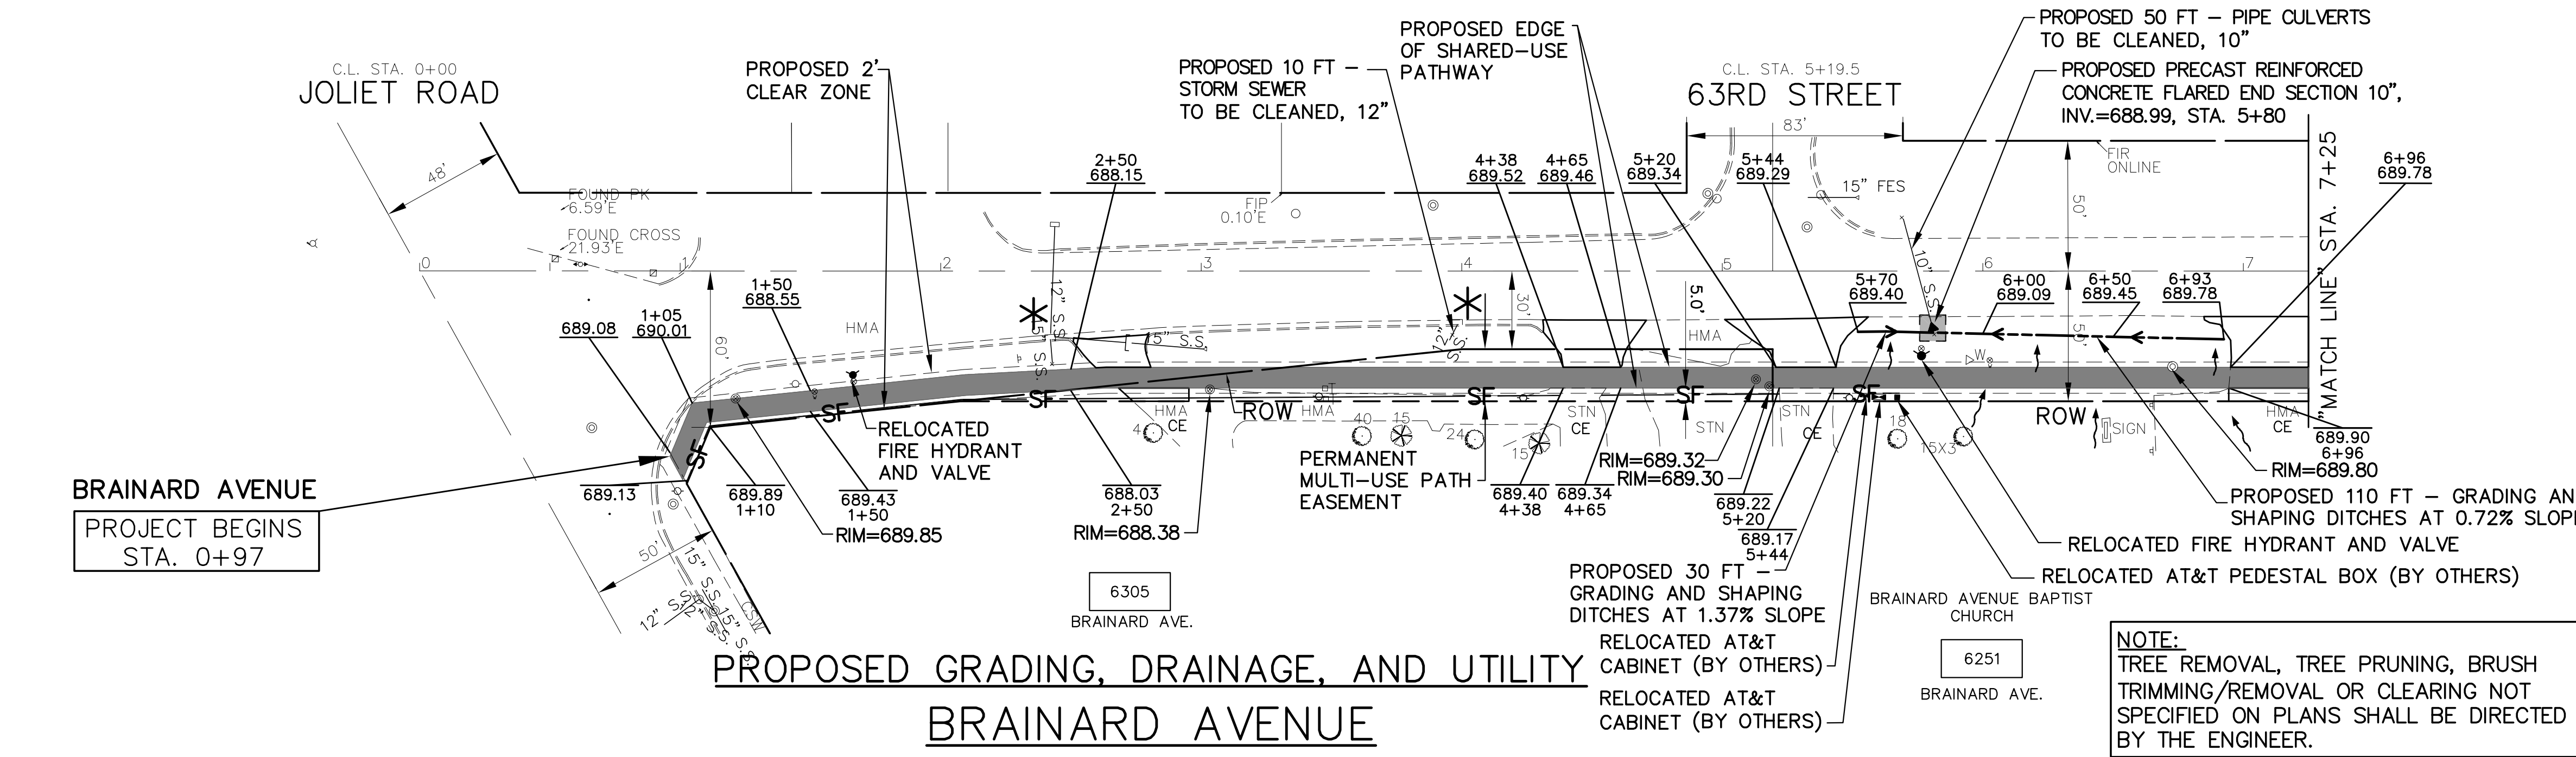 C.L. STA. 0+00
JOLIET ROAD
48'
FOUND PK
6.59'E
FOUND CROSS
21.93'E
PROPOSED 2'
CLEAR ZONE
2+50
688.15
PROPOSED 10 FT –
STORM SEWER
TO BE CLEANED, 12"
FIP
0.10'E
PROPOSED EDGE
OF SHARED–USE
PATHWAY
4+38
689.52
4+65
689.46
5+20
689.34
5+44
689.29
C.L. STA. 5+19.5
63RD STREET
83'
15" FES
PROPOSED 50 FT – PIPE CULVERTS
TO BE CLEANED, 10"
PROPOSED PRECAST REINFORCED
CONCRETE FLARED END SECTION 10",
INV.=688.99, STA. 5+80
FIR
ONLINE
50'
"MATCH LINE" STA. 7+25
6+96
689.78
0
1
2
3
4
5
6
7
689.08
1+05
690.01
1+50
688.55
60'
HMA
12" S.S.
15" S.S.
15" S.S.
12" S.S.
30'
5.0'
HMA
10" S.S.
5+70
689.40
6+00
689.09
6+50
689.45
6+93
689.78
50'
W
SF
SF
SF
SF
SF
SF
ROW
ROW
HMA
CE
HMA
STN
CE
STN
STN
CE
HMA
CE
4
40
15
24
15
18
15X3
SIGN
BRAINARD AVENUE
PROJECT BEGINS
STA. 0+97
689.13
689.89
1+10
689.43
1+50
RIM=689.85
RELOCATED
FIRE HYDRANT
AND VALVE
688.03
2+50
RIM=688.38
PERMANENT
MULTI–USE PATH
EASEMENT
689.40
4+38
689.34
4+65
RIM=689.32
RIM=689.30
689.22
5+20
689.17
5+44
689.90
6+96
RIM=689.80
PROPOSED 110 FT – GRADING AN
SHAPING DITCHES AT 0.72% SLOP
RELOCATED FIRE HYDRANT AND VALVE
RELOCATED AT&T PEDESTAL BOX (BY OTHERS)
PROPOSED 30 FT –
GRADING AND SHAPING
DITCHES AT 1.37% SLOPE
RELOCATED AT&T
CABINET (BY OTHERS)
RELOCATED AT&T
CABINET (BY OTHERS)
50'
15" S.S.
15" S.S.
12" S.S.
12" S.S.
CSW
6305
BRAINARD AVE.
BRAINARD AVENUE BAPTIST
CHURCH
6251
BRAINARD AVE.
PROPOSED GRADING, DRAINAGE, AND UTILITY
BRAINARD AVENUE
NOTE:
TREE REMOVAL, TREE PRUNING, BRUSH
TRIMMING/REMOVAL OR CLEARING NOT
SPECIFIED ON PLANS SHALL BE DIRECTED
BY THE ENGINEER.